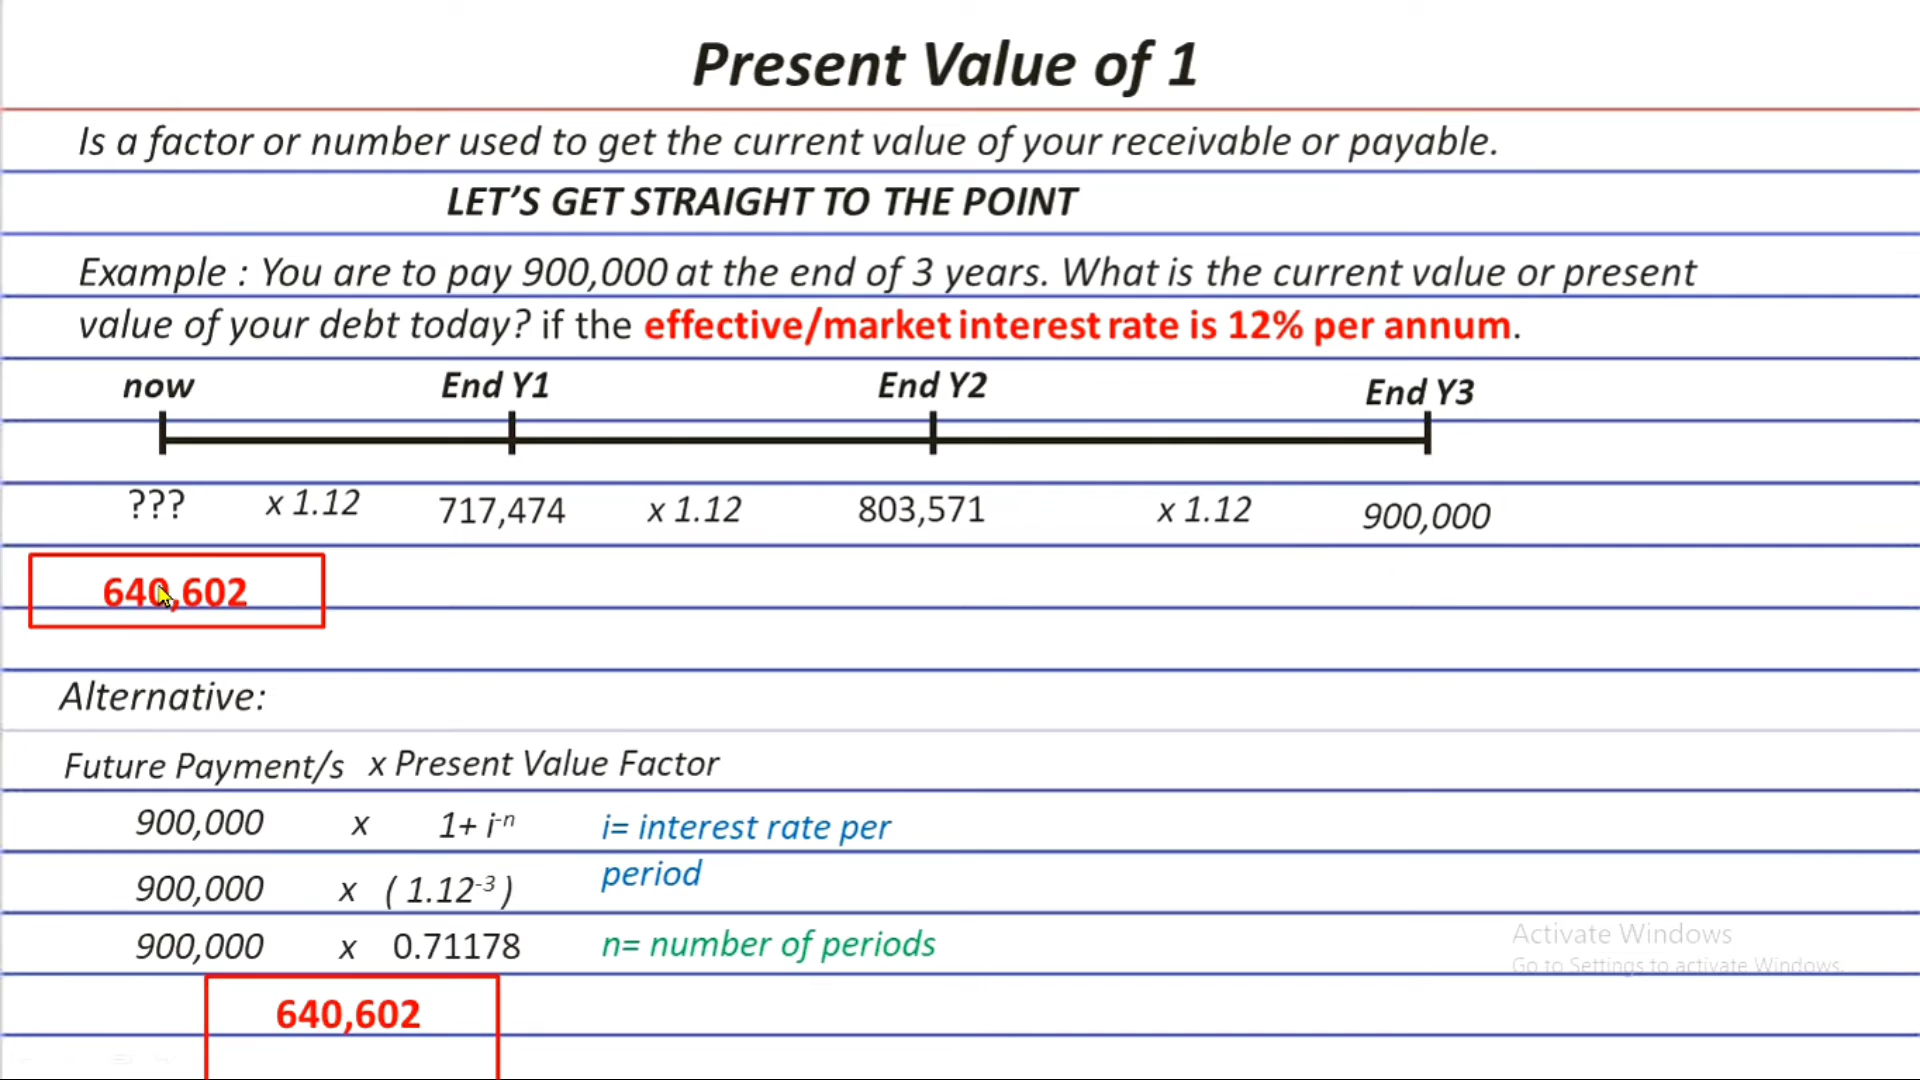 Present Value of 1
Is a factor or number used to get the current value of your receivable or payable.
LET'S GET STRAIGHT TO THE POINT
Example : You are to pay 900,000 at the end of 3 years. What is the current value or present
value of your debt today? if the effective/market interest rate is 12% per annum.
now End Y1 End Y2 End Y3
??? x 1.12 717,474 x 1.12 803,571 x 1.12 900,000
640,602
Alternative:
Future Payment/s x Present Value Factor
900,000 x 1+ i⁻ⁿ i= interest rate per
period
900,000 x ( 1.12⁻³ )
900,000 x 0.71178 n= number of periods
640,602
Activate Windows
Go to Settings to activate Windows.